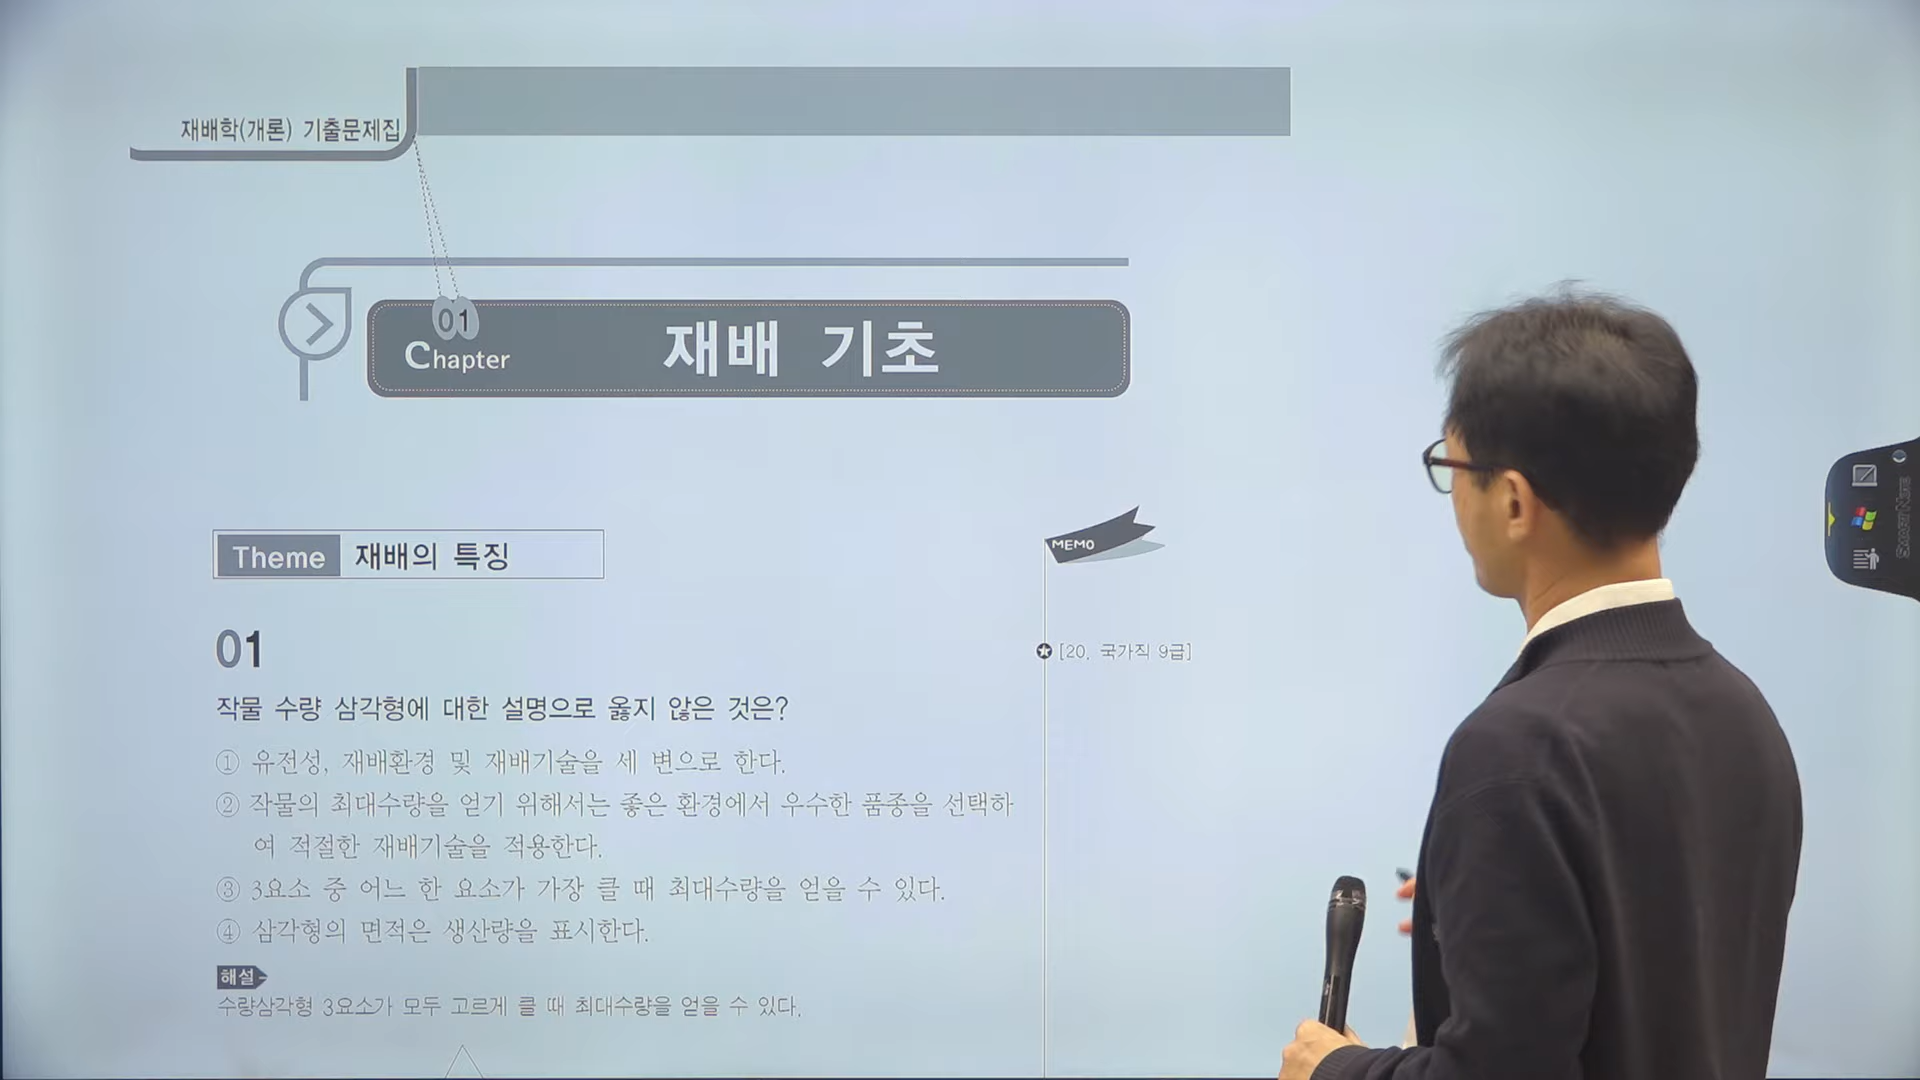 재배학(개론) 기출문제집
01
Chapter 재배 기초
Theme 재배의 특징
MEMO
01
[20. 국가직 9급]
작물 수량 삼각형에 대한 설명으로 옳지 않은 것은?
① 유전성, 재배환경 및 재배기술을 세 변으로 한다.
② 작물의 최대수량을 얻기 위해서는 좋은 환경에서 우수한 품종을 선택하
여 적절한 재배기술을 적용한다.
③ 3요소 중 어느 한 요소가 가장 클 때 최대수량을 얻을 수 있다.
④ 삼각형의 면적은 생산량을 표시한다.
해설
수량삼각형 3요소가 모두 고르게 클 때 최대수량을 얻을 수 있다.